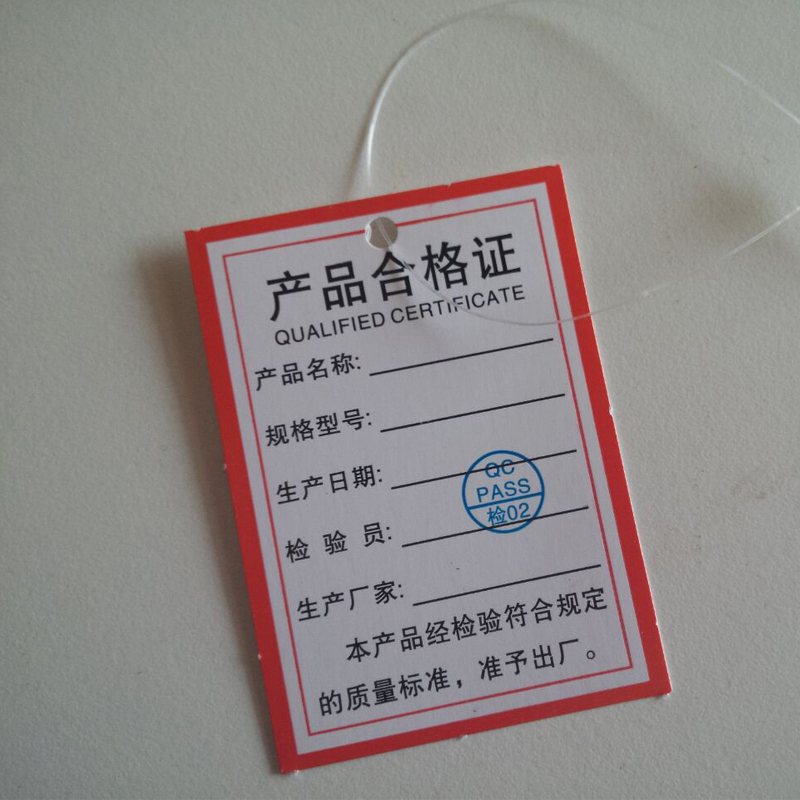 产品合格证
QUALIFIED CERTIFICATE
产品名称:
规格型号:
生产日期:
QC
PASS
检02
检 验 员:
生产厂家:
本产品经检验符合规定
的质量标准，准予出厂。